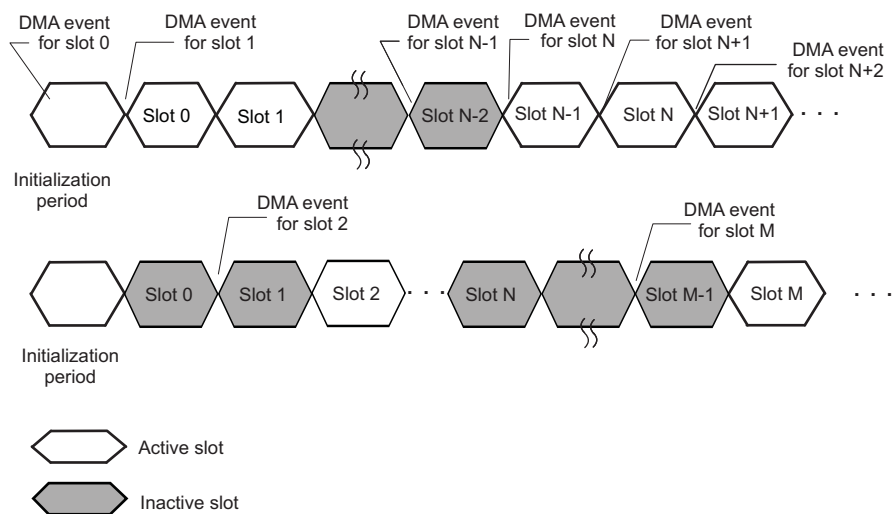 DMA event
for slot 0
DMA event
for slot 1
DMA event
for slot N-1
DMA event
for slot N
DMA event
for slot N+1
DMA event
for slot N+2
Slot 0
Slot 1
Slot N-2
Slot N-1
Slot N
Slot N+1
. . .
Initialization
period
DMA event
for slot 2
DMA event
for slot M
Slot 0
Slot 1
Slot 2
. . .
Slot N
Slot M-1
Slot M
. . .
Initialization
period
Active slot
Inactive slot